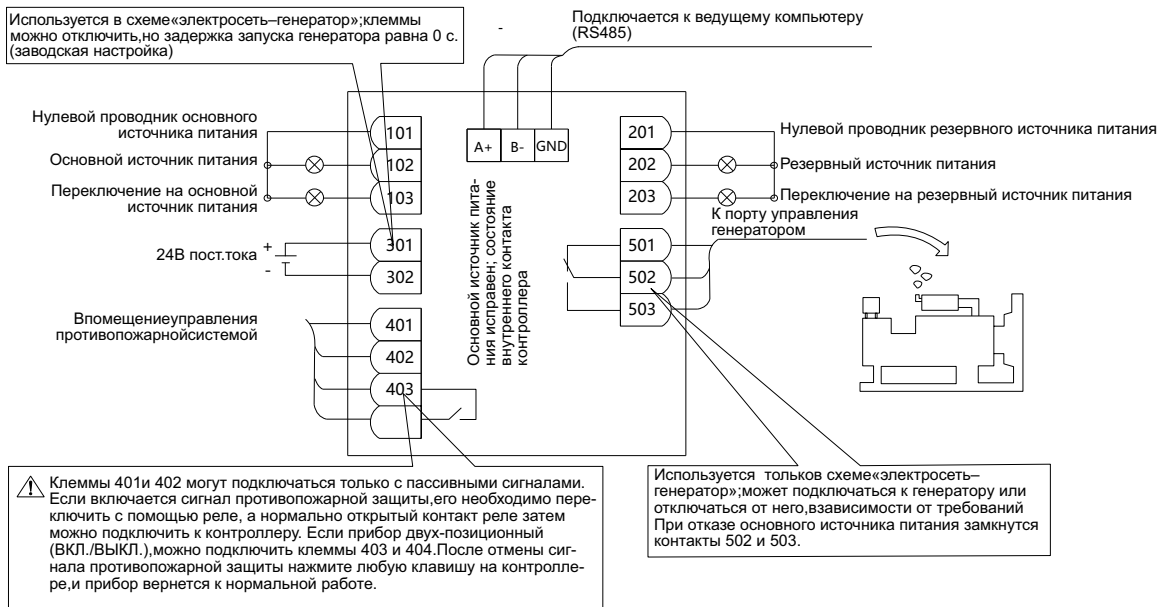 Используется в схеме«электросеть–генератор»;клеммы
можно отключить,но задержка запуска генератора равна 0 с.
(заводская настройка)
-
Подключается к ведущему компьютеру
(RS485)
Нулевой проводник основного
источника питания
Основной источник питания
Переключение на основной
источник питания
24В пост.тока
+
-
Впомещениеуправления
противопожарнойсистемой
101
102
103
301
302
401
402
403
A+ B- GND
Основной источник пита-
ния исправен; состояние
внутреннего контакта
контроллера
201
202
203
501
502
503
Нулевой проводник резервного источника питания
Резервный источник питания
Переключение на резервный источник питания
К порту управления
генератором
Клеммы 401и 402 могут подключаться только с пассивными сигналами.
Если включается сигнал противопожарной защиты,его необходимо пере-
ключить с помощью реле, а нормально открытый контакт реле затем
можно подключить к контроллеру. Если прибор двух-позиционный
(ВКЛ./ВЫКЛ.),можно подключить клеммы 403 и 404.После отмены сиг-
нала противопожарной защиты нажмите любую клавишу на контролле-
ре,и прибор вернется к нормальной работе.
Используется тольков схеме«электросеть–
генератор»;может подключаться к генератору или
отключаться от него,взависимости от требований
При отказе основного источника питания замкнутся
контакты 502 и 503.